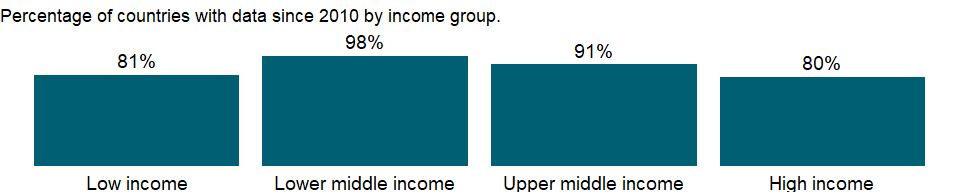 Percentage of countries with data since 2010 by income group.
81%
98%
91%
80%
Low income
Lower middle income
Upper middle income
High income